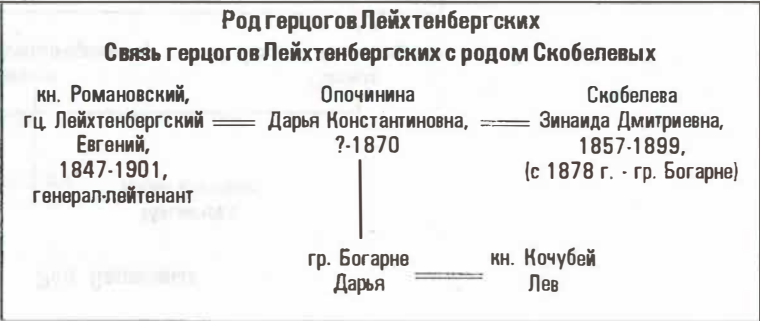 Род герцогов Лейхтенбергских
Связь герцогов Лейхтенбергских с родом Скобелевых
кн. Романовский,
гц. Лейхтенбергский
Евгений,
1847-1901,
генерал-лейтенант
Опочинина
Дарья Константиновна,
?-1870
Скобелева
Зинаида Дмитриевна,
1857-1899,
(с 1878 г. - гр. Богарне)
гр. Богарне
Дарья
кн. Кочубей
Лев